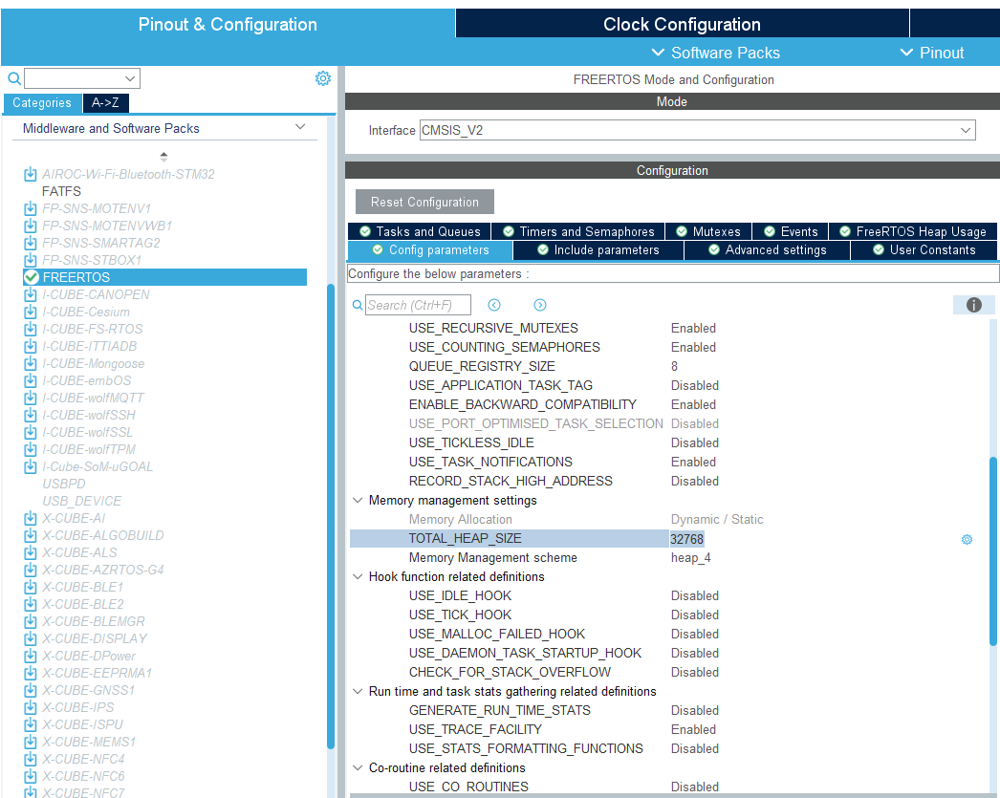 Pinout & Configuration
Clock Configuration
Software Packs
Pinout
Categories
A->Z
Middleware and Software Packs
AIROC-Wi-Fi-Bluetooth-STM32
FATFS
FP-SNS-MOTENV1
FP-SNS-MOTENVWB1
FP-SNS-SMARTAG2
FP-SNS-STBOX1
FREERTOS
I-CUBE-CANOPEN
I-CUBE-Cesium
I-CUBE-FS-RTOS
I-CUBE-ITTIADB
I-CUBE-Mongoose
I-CUBE-embOS
I-CUBE-wolfMQTT
I-CUBE-wolfSSH
I-CUBE-wolfSSL
I-CUBE-wolfTPM
I-Cube-SoM-uGOAL
USBPD
USB_DEVICE
X-CUBE-AI
X-CUBE-ALGOBUILD
X-CUBE-ALS
X-CUBE-AZRTOS-G4
X-CUBE-BLE1
X-CUBE-BLE2
X-CUBE-BLEMGR
X-CUBE-DISPLAY
X-CUBE-DPower
X-CUBE-EEPRMA1
X-CUBE-GNSS1
X-CUBE-IPS
X-CUBE-ISPU
X-CUBE-MEMS1
X-CUBE-NFC4
X-CUBE-NFC6
X-CUBE-NFC7
FREERTOS Mode and Configuration
Mode
Interface CMSIS_V2
Configuration
Reset Configuration
Tasks and Queues
Timers and Semaphores
Mutexes
Events
FreeRTOS Heap Usage
Config parameters
Include parameters
Advanced settings
User Constants
Configure the below parameters :
Search (Ctrl+F)
USE_RECURSIVE_MUTEXES Enabled
USE_COUNTING_SEMAPHORES Enabled
QUEUE_REGISTRY_SIZE 8
USE_APPLICATION_TASK_TAG Disabled
ENABLE_BACKWARD_COMPATIBILITY Enabled
USE_PORT_OPTIMISED_TASK_SELECTION Disabled
USE_TICKLESS_IDLE Disabled
USE_TASK_NOTIFICATIONS Enabled
RECORD_STACK_HIGH_ADDRESS Disabled
Memory management settings
Memory Allocation Dynamic / Static
TOTAL_HEAP_SIZE 32768
Memory Management scheme heap_4
Hook function related definitions
USE_IDLE_HOOK Disabled
USE_TICK_HOOK Disabled
USE_MALLOC_FAILED_HOOK Disabled
USE_DAEMON_TASK_STARTUP_HOOK Disabled
CHECK_FOR_STACK_OVERFLOW Disabled
Run time and task stats gathering related definitions
GENERATE_RUN_TIME_STATS Disabled
USE_TRACE_FACILITY Enabled
USE_STATS_FORMATTING_FUNCTIONS Disabled
Co-routine related definitions
USE_CO_ROUTINES Disabled